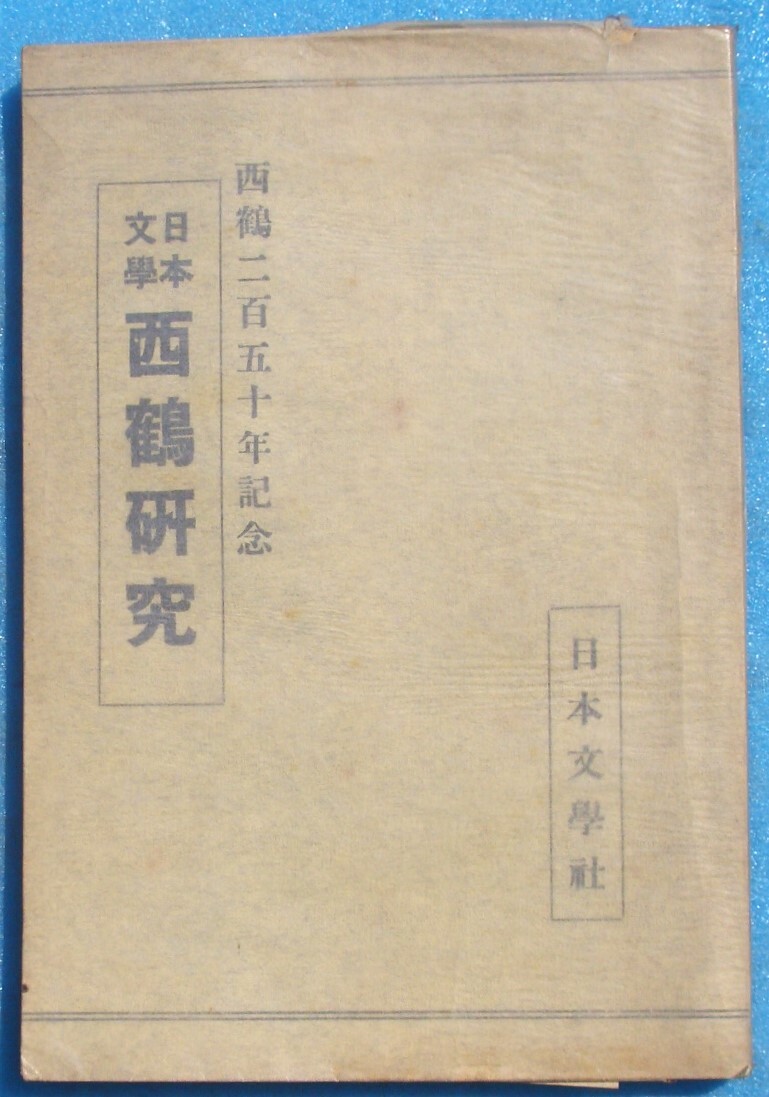 西鶴二百五十年記念
日本
文學
西鶴研究
日本文學社